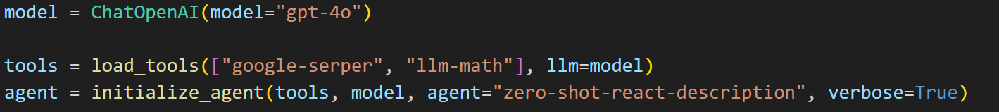 model = ChatOpenAI(model="gpt-4o")
tools = load_tools(["google-serper", "llm-math"], llm=model)
agent = initialize_agent(tools, model, agent="zero-shot-react-description", verbose=True)